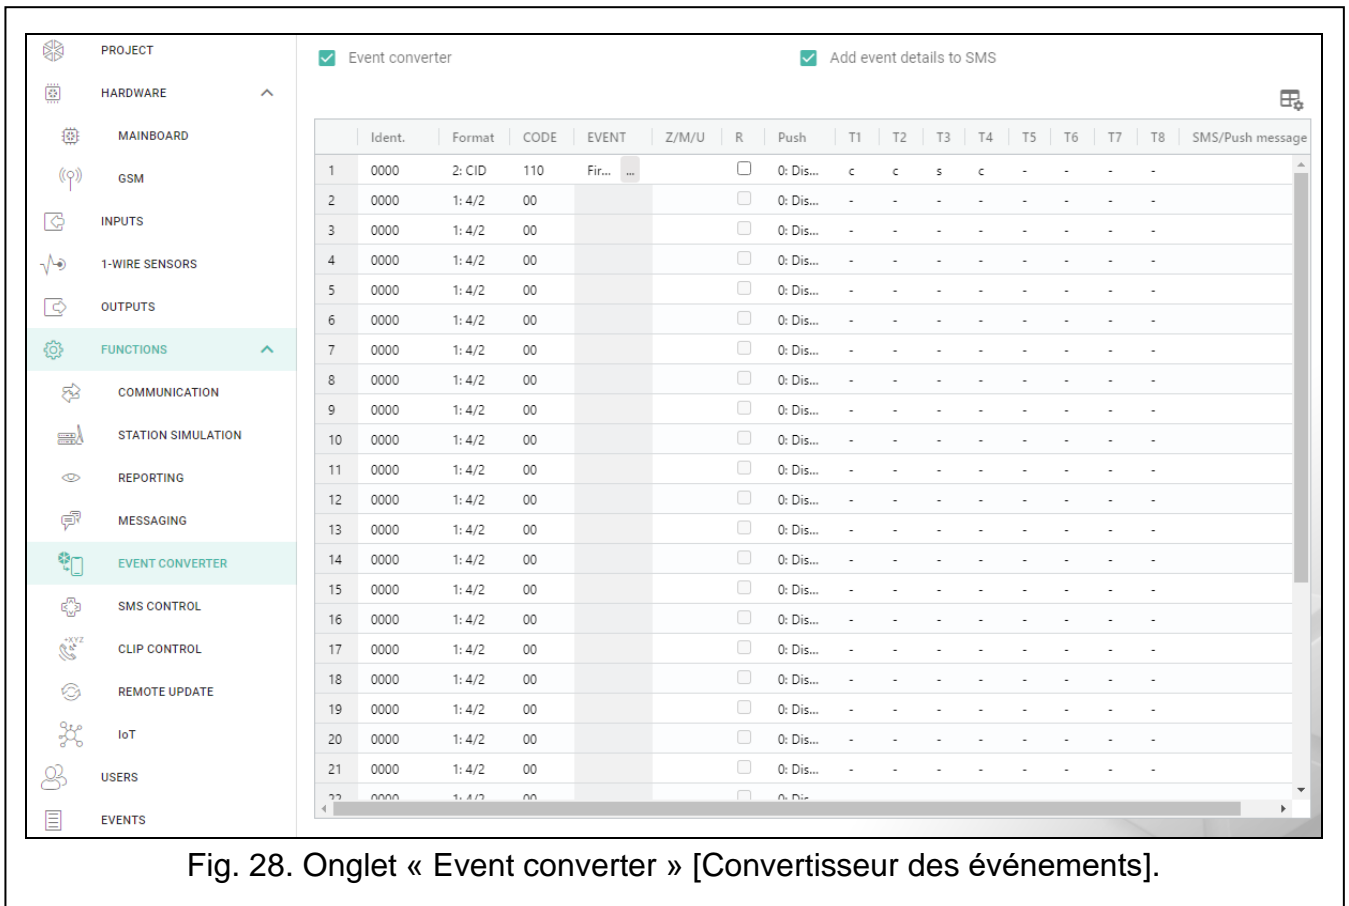 PROJECT
HARDWARE
MAINBOARD
GSM
INPUTS
1-WIRE SENSORS
OUTPUTS
FUNCTIONS
COMMUNICATION
STATION SIMULATION
REPORTING
MESSAGING
EVENT CONVERTER
SMS CONTROL
+XYZ
CLIP CONTROL
REMOTE UPDATE
IoT
USERS
EVENTS
Event converter Add event details to SMS
Ident. Format CODE EVENT Z/M/U R Push T1 T2 T3 T4 T5 T6 T7 T8 SMS/Push message
1 0000 2: CID 110 Fir... ... 0: Dis... c c s c - - - -
2 0000 1: 4/2 00 0: Dis... - - - - - - - -
3 0000 1: 4/2 00 0: Dis... - - - - - - - -
4 0000 1: 4/2 00 0: Dis... - - - - - - - -
5 0000 1: 4/2 00 0: Dis... - - - - - - - -
6 0000 1: 4/2 00 0: Dis... - - - - - - - -
7 0000 1: 4/2 00 0: Dis... - - - - - - - -
8 0000 1: 4/2 00 0: Dis... - - - - - - - -
9 0000 1: 4/2 00 0: Dis... - - - - - - - -
10 0000 1: 4/2 00 0: Dis... - - - - - - - -
11 0000 1: 4/2 00 0: Dis... - - - - - - - -
12 0000 1: 4/2 00 0: Dis... - - - - - - - -
13 0000 1: 4/2 00 0: Dis... - - - - - - - -
14 0000 1: 4/2 00 0: Dis... - - - - - - - -
15 0000 1: 4/2 00 0: Dis... - - - - - - - -
16 0000 1: 4/2 00 0: Dis... - - - - - - - -
17 0000 1: 4/2 00 0: Dis... - - - - - - - -
18 0000 1: 4/2 00 0: Dis... - - - - - - - -
19 0000 1: 4/2 00 0: Dis... - - - - - - - -
20 0000 1: 4/2 00 0: Dis... - - - - - - - -
21 0000 1: 4/2 00 0: Dis... - - - - - - - -
22 0000 1: 4/2 00 0: Dis...
Fig. 28. Onglet « Event converter » [Convertisseur des événements].